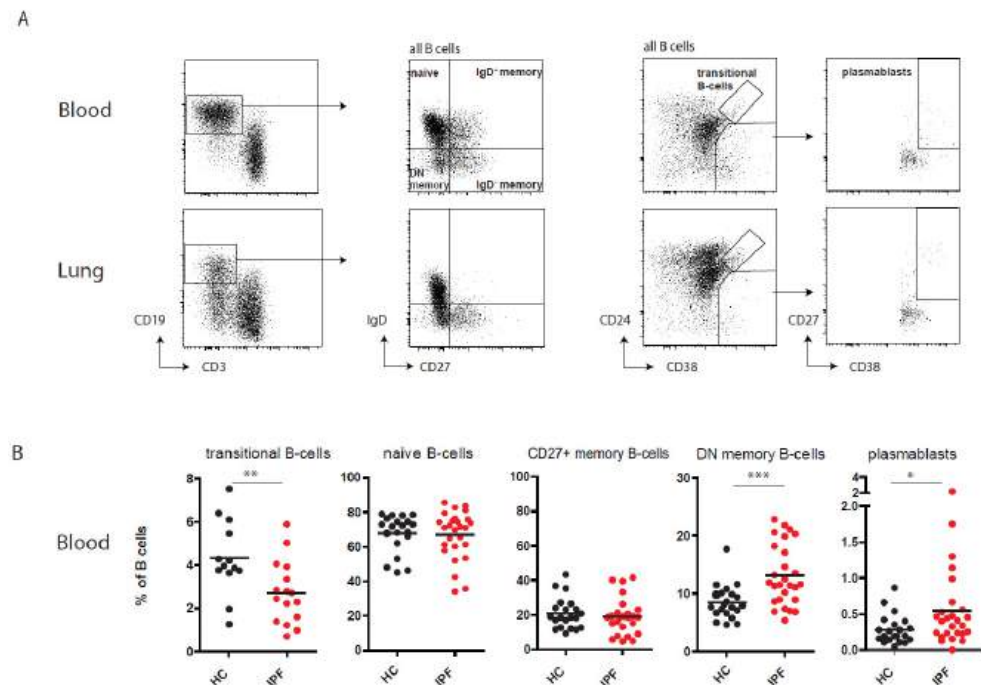 A
all B cells
all B cells
Blood
naive
IgD⁺ memory
DN memory
IgD⁻ memory
transitional B-cells
plasmablasts
Lung
CD19
CD3
IgD
CD27
CD24
CD38
CD27
CD38
B
transitional B-cells
naive B-cells
CD27+ memory B-cells
DN memory B-cells
plasmablasts
Blood
% of B cells
8
6
4
2
0
**
HC
IPF
100
80
60
40
20
0
HC
IPF
100
80
60
40
20
0
HC
IPF
30
20
10
0
***
HC
IPF
4
2
2.0
1.5
1.0
0.5
0.0
*
HC
IPF